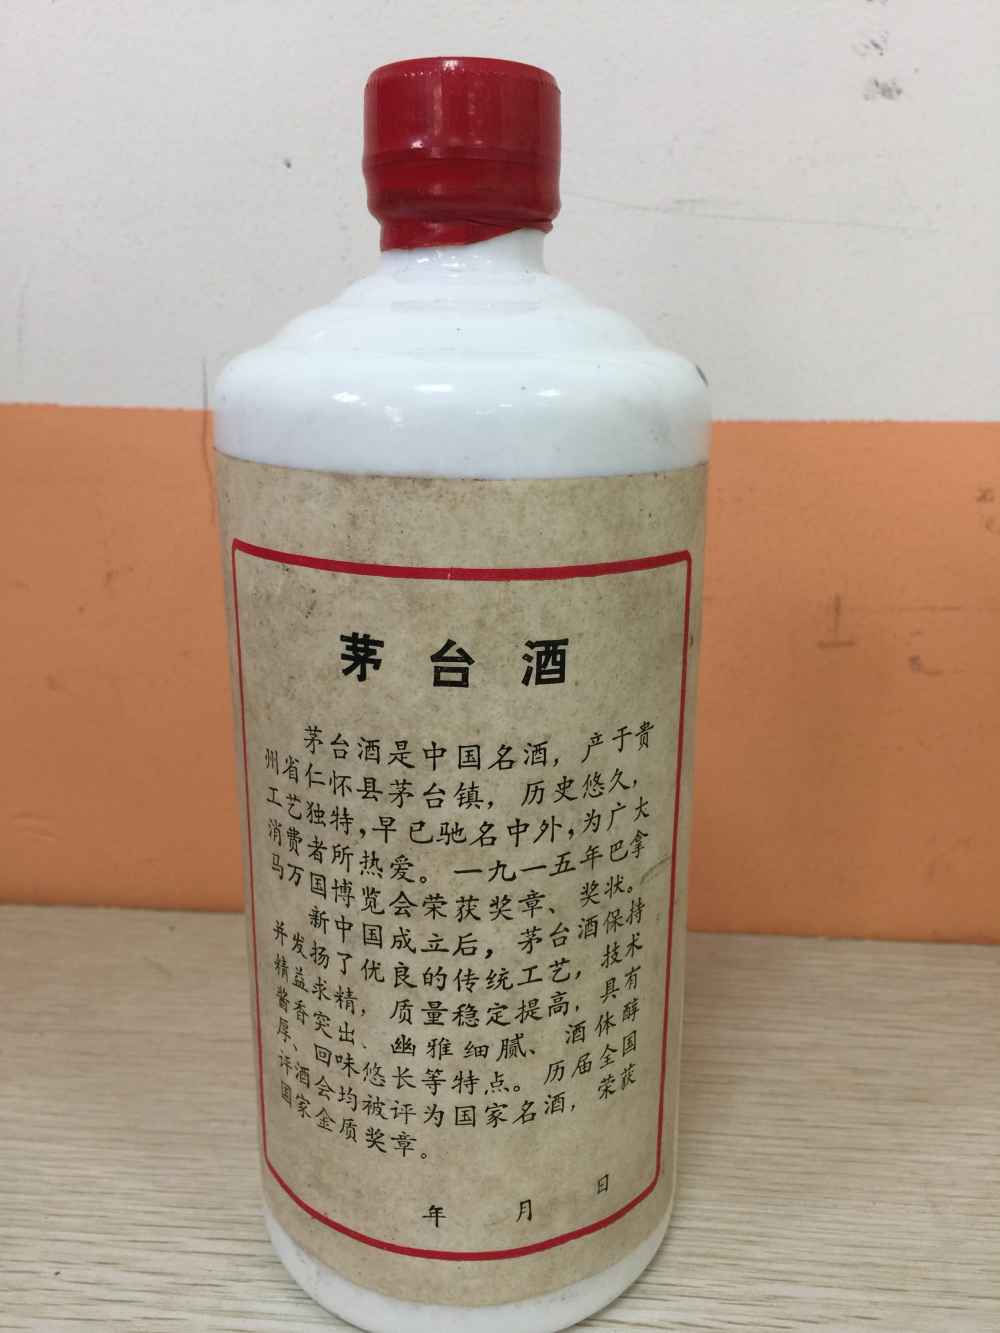 茅台酒
茅台酒是中国名酒，产于贵
州省仁怀县茅台镇，历史悠久，
工艺独特，早已驰名中外，为广大
消费者所热爱。一九一五年巴拿
马万国博览会荣获奖章、奖状。
新中国成立后，茅台酒保持
并发扬了优良的传统工艺，技术
精益求精，质量稳定提高，具有
酱香突出、幽雅细腻、酒体醇
厚、回味悠长等特点。历届全国
评酒会均被评为国家名酒，荣获
国家金质奖章。
年 月 日